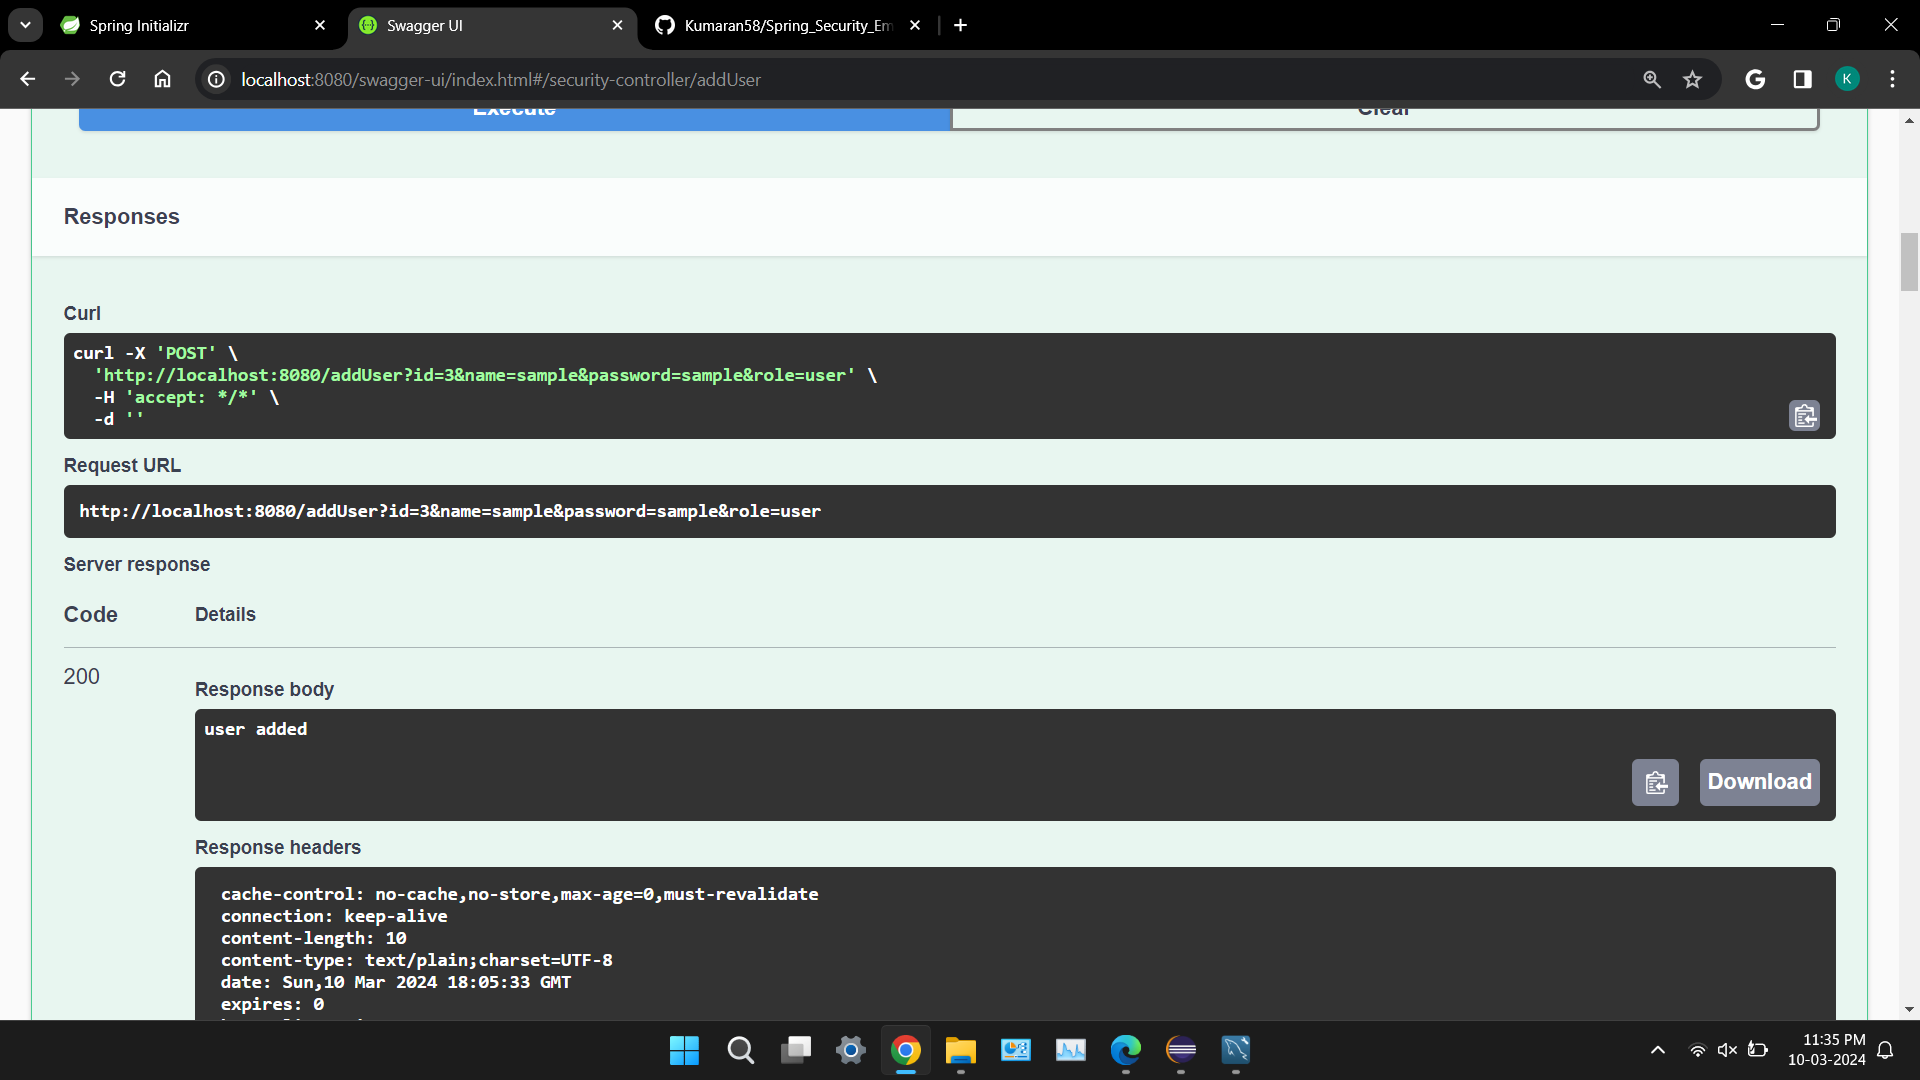 Spring Initializr
Swagger UI
Kumaran58/Spring_Security_Em
localhost:8080/swagger-ui/index.html#/security-controller/addUser
K
Execute
Clear
Responses
Curl
curl -X 'POST' \
'http://localhost:8080/addUser?id=3&name=sample&password=sample&role=user' \
-H 'accept: */*' \
-d ''
Request URL
http://localhost:8080/addUser?id=3&name=sample&password=sample&role=user
Server response
Code
Details
200
Response body
user added
Download
Response headers
cache-control: no-cache,no-store,max-age=0,must-revalidate
connection: keep-alive
content-length: 10
content-type: text/plain;charset=UTF-8
date: Sun,10 Mar 2024 18:05:33 GMT
expires: 0
11:35 PM
10-03-2024